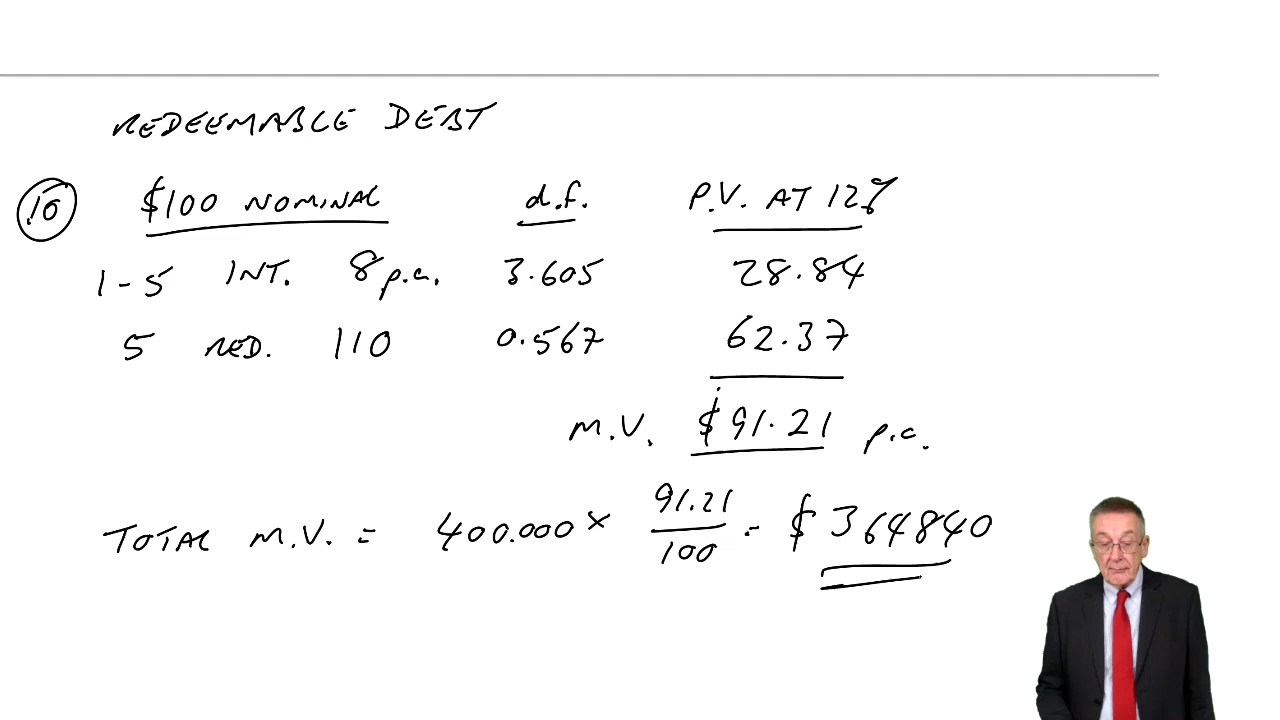 REDEEMABLE DEBT
10 $100 NOMINAL d.f. P.V. AT 12%
1-5 INT. 8 p.a. 3.605 28.84
5 RED. 110 0.567 62.37
M.V. $91.21 p.c.
TOTAL M.V. = 400.000 × 91.21/100 = $364840